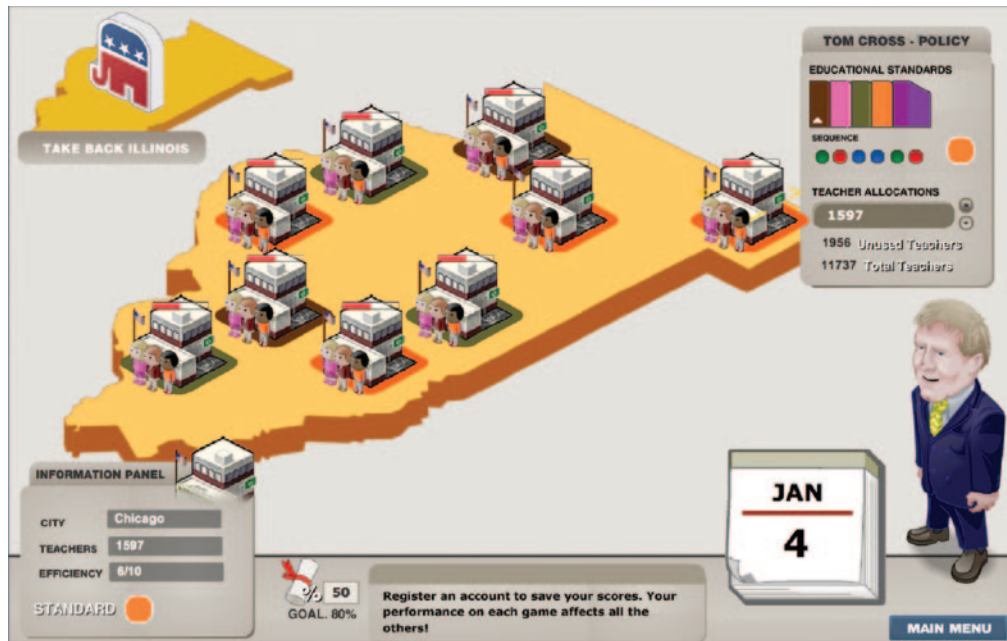 TAKE BACK ILLINOIS
TOM CROSS - POLICY
EDUCATIONAL STANDARDS
SEQUENCE
TEACHER ALLOCATIONS
1597
1956 Unused Teachers
11737 Total Teachers
INFORMATION PANEL
CITY Chicago
TEACHERS 1597
EFFICIENCY 6/10
STANDARD
% 50
GOAL. 80%
Register an account to save your scores. Your
performance on each game affects all the
others!
JAN
4
MAIN MENU